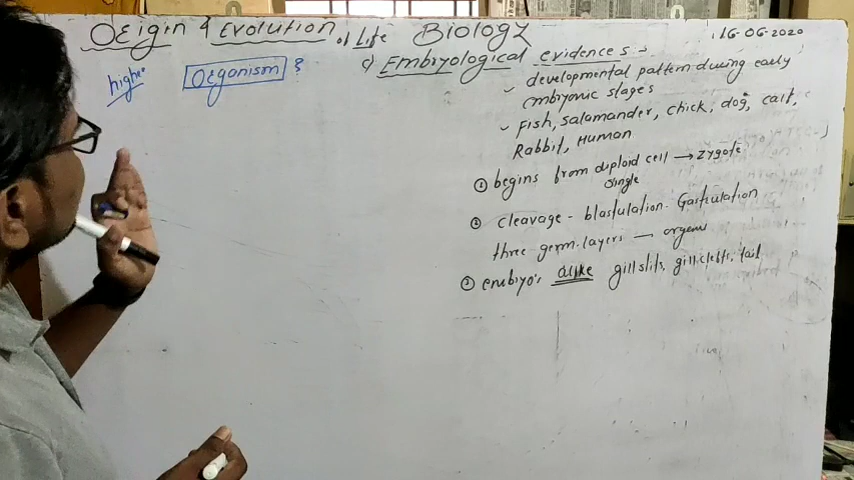 Origin & Evolution of Life Biology
16-06-2020
higher Organism ?
c) Embryological evidences :-
✓ developmental pattern during early
embryonic stages
✓ Fish, Salamander, chick, dog, calt,
Rabbit, Human
① begins from diploid cell → zygote
single
② cleavage - blastulation. Gastrulation
three germ-layers — organs
③ embryo's alike gill slits, gill clefts, tail